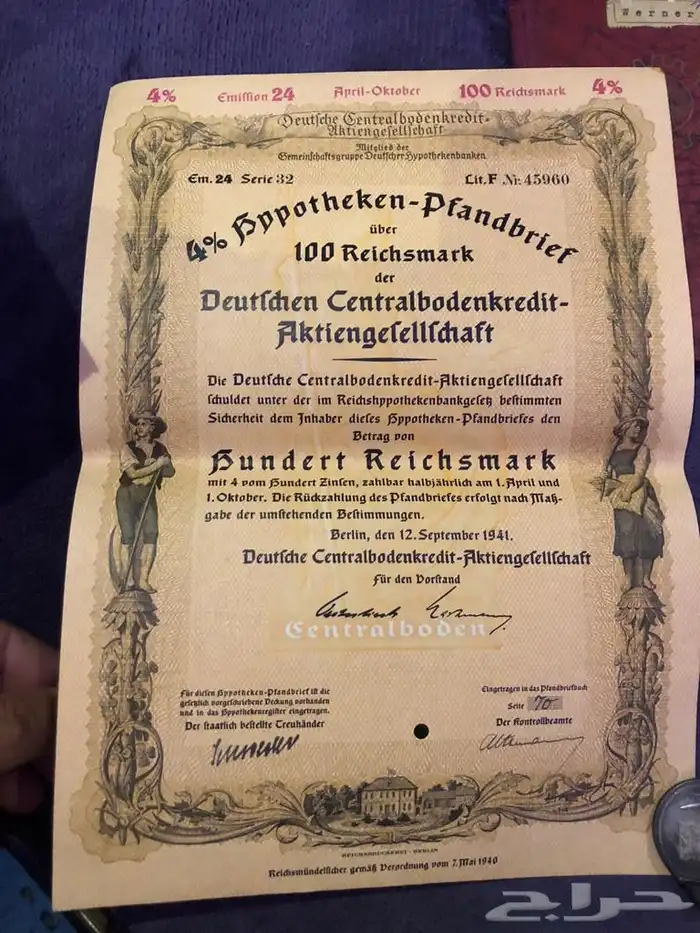 Werner
4% Emission 24 April-Oktober 100 Reichsmark 4%
Deutsche Centralbodenkredit-
Aktiengesellschaft
Mitglied der
Gemeinschaftsgruppe Deutscher Hypothekenbanken
Em. 24 Serie 32 Lit. F Nr. 45960
4% Hypotheken-Pfandbrief
über
100 Reichsmark
der
Deutschen Centralbodenkredit-
Aktiengesellschaft
Die Deutsche Centralbodenkredit-Aktiengesellschaft
schuldet unter der im Reichshypothekenbankgesetz bestimmten
Sicherheit dem Inhaber dieses Hypotheken-Pfandbriefes den
Betrag von
Hundert Reichsmark
mit 4 vom Hundert Zinsen, zahlbar halbjährlich am 1. April und
1. Oktober. Die Rückzahlung des Pfandbriefes erfolgt nach Maß-
gabe der umstehenden Bestimmungen.
Berlin, den 12. September 1941.
Deutsche Centralbodenkredit-Aktiengesellschaft
Für den Vorstand
Centralboden
Für diesen Hypotheken-Pfandbrief ist die
gesetzlich vorgeschriebene Deckung vorhanden
und in das Hypothekenregister eingetragen.
Der staatlich bestellte Treuhänder
Eingetragen in das Pfandbriefbuch
Seite 70
Der Kontrollbeamte
REICHSDRUCKEREI · BERLIN
Reichsmündelsicher gemäß Verordnung vom 7. Mai 1940
حراج